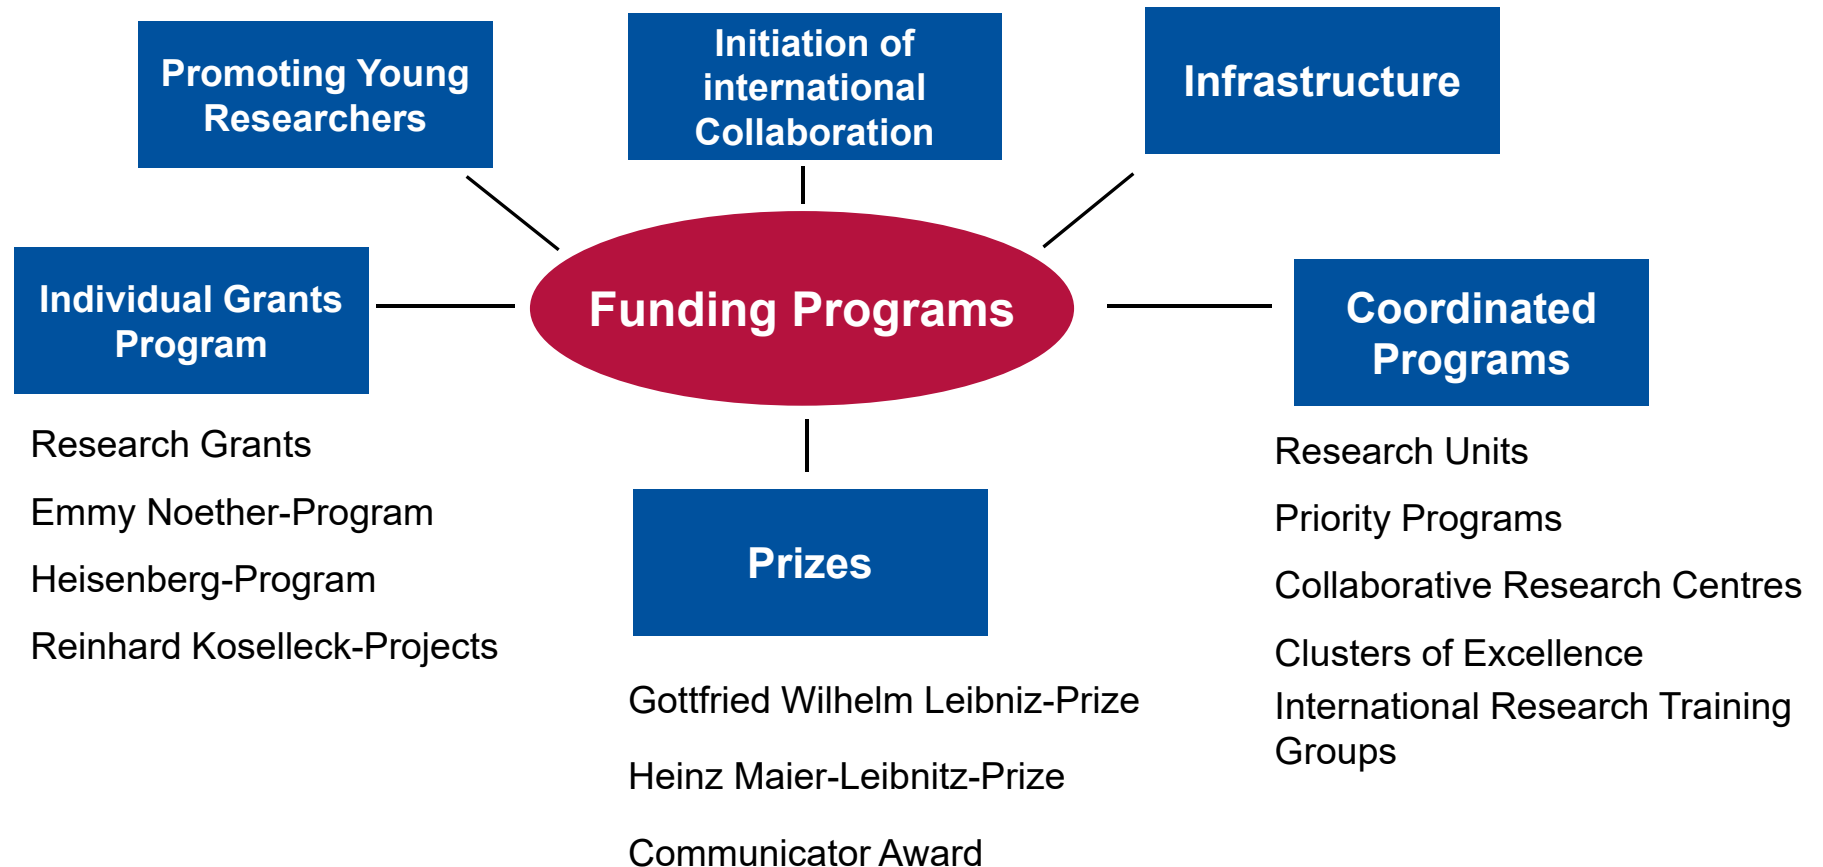 Promoting Young
Researchers
Initiation of
international
Collaboration
Infrastructure
Individual Grants
Program
Funding Programs
Coordinated
Programs
Research Grants
Emmy Noether-Program
Heisenberg-Program
Reinhard Koselleck-Projects
Prizes
Gottfried Wilhelm Leibniz-Prize
Heinz Maier-Leibnitz-Prize
Communicator Award
Research Units
Priority Programs
Collaborative Research Centres
Clusters of Excellence
International Research Training
Groups